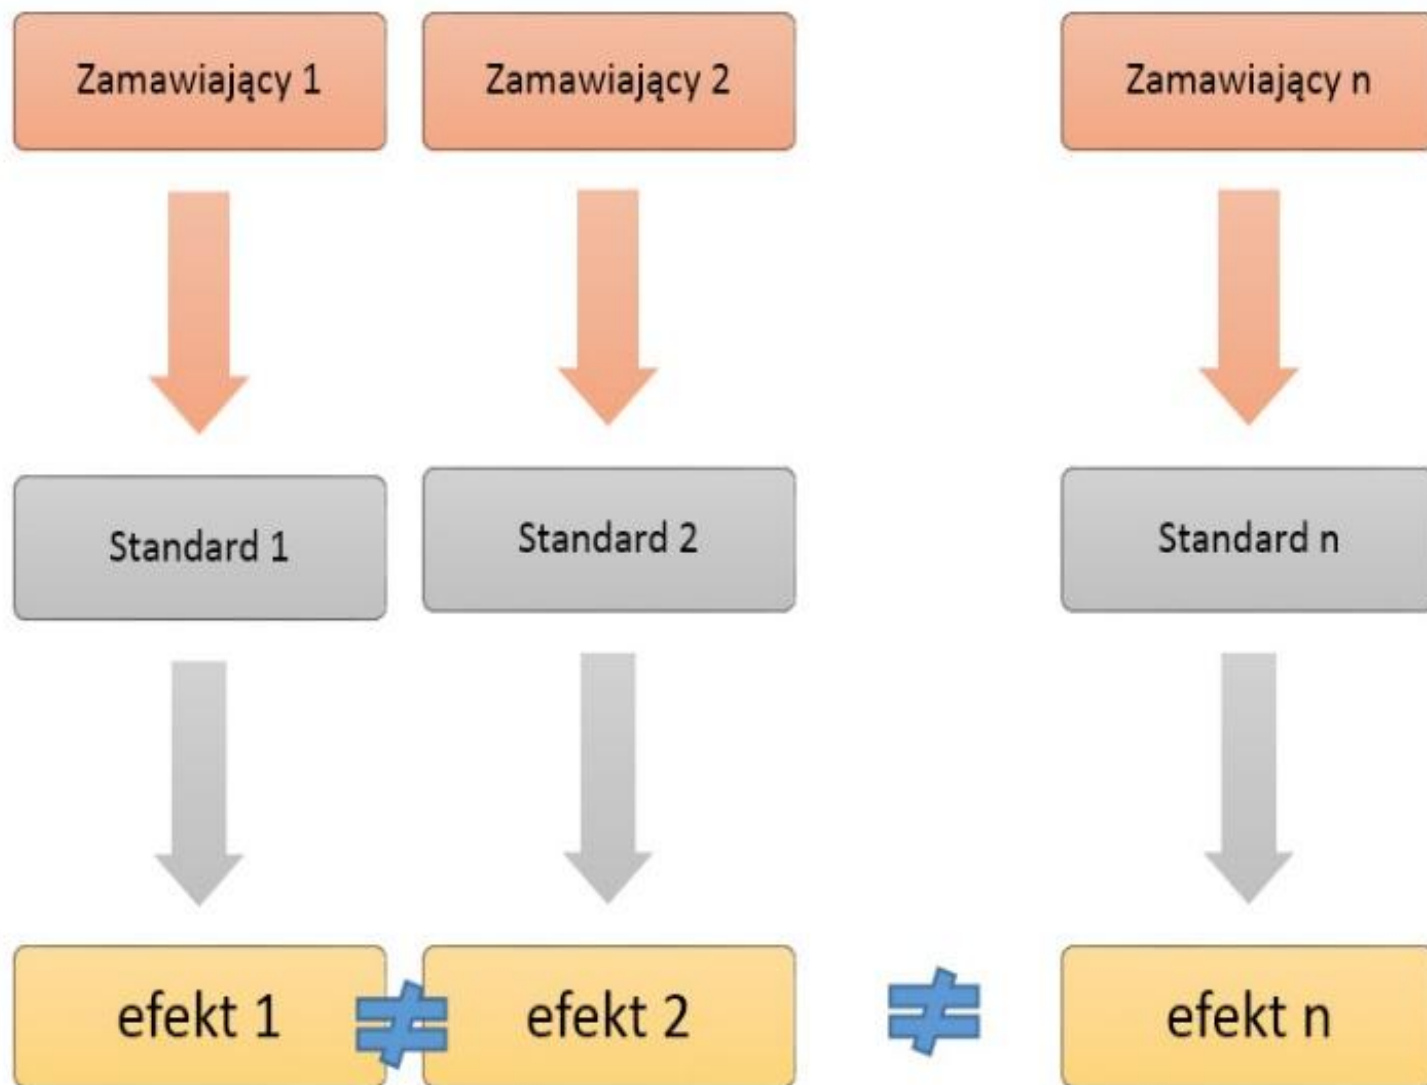 Zamawiający 1
Zamawiający 2
Zamawiający n
Standard 1
Standard 2
Standard n
efekt 1
≠
efekt 2
≠
efekt n